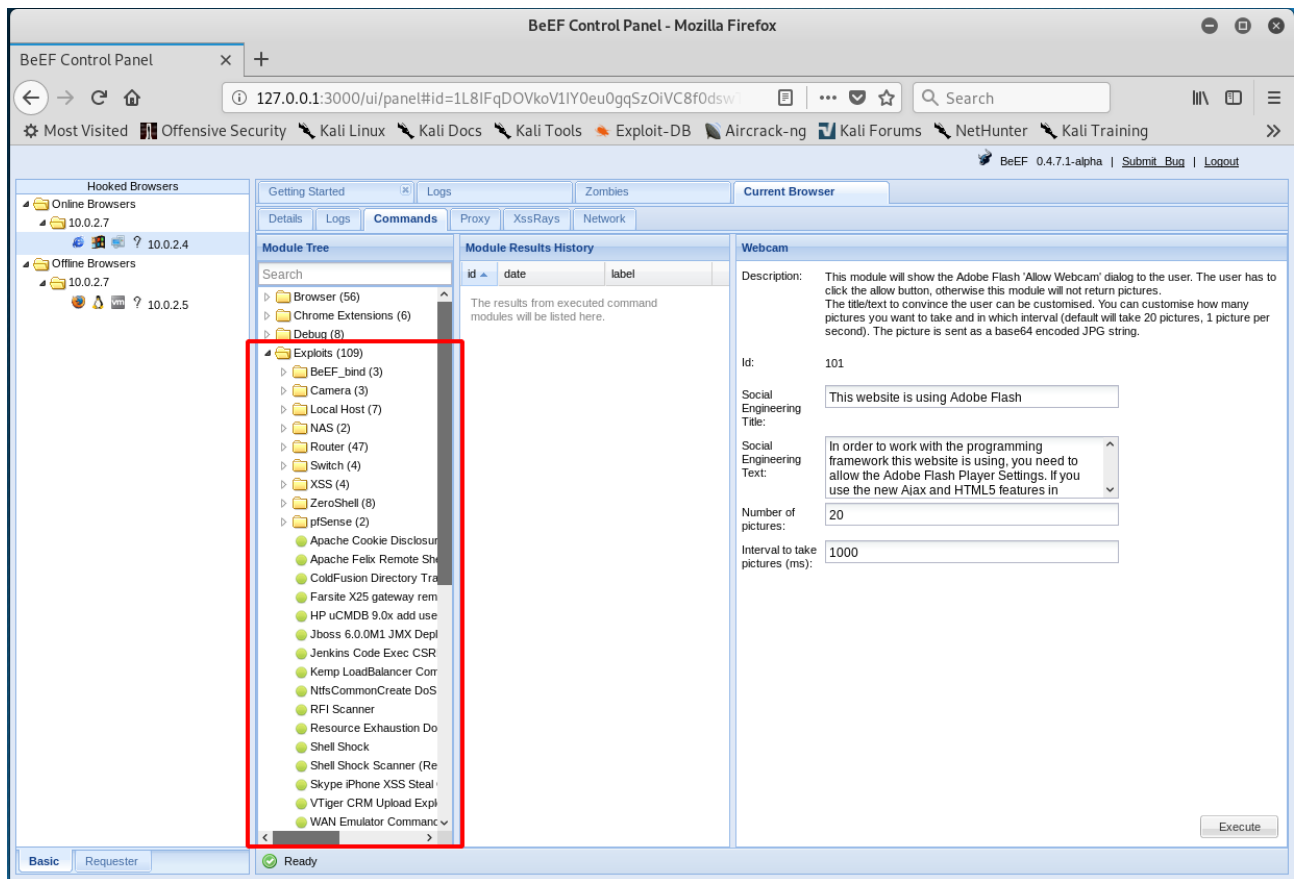 BeEF Control Panel - Mozilla Firefox
BeEF Control Panel
127.0.0.1:3000/ui/panel#id=1L8IFqDOVkoV1IY0eu0gqSzOiVC8f0dsw
Search
Most Visited Offensive Security Kali Linux Kali Docs Kali Tools Exploit-DB Aircrack-ng Kali Forums NetHunter Kali Training
BeEF 0.4.7.1-alpha | Submit Bug | Logout
Hooked Browsers
Online Browsers
10.0.2.7
? 10.0.2.4
Offline Browsers
10.0.2.7
? 10.0.2.5
Getting Started Logs Zombies Current Browser
Details Logs Commands Proxy XssRays Network
Module Tree
Search
Browser (56)
Chrome Extensions (6)
Debug (8)
Exploits (109)
BeEF_bind (3)
Camera (3)
Local Host (7)
NAS (2)
Router (47)
Switch (4)
XSS (4)
ZeroShell (8)
pfSense (2)
Apache Cookie Disclosur
Apache Felix Remote She
ColdFusion Directory Tra
Farsite X25 gateway rem
HP uCMDB 9.0x add use
Jboss 6.0.0M1 JMX Depl
Jenkins Code Exec CSR
Kemp LoadBalancer Com
NtfsCommonCreate DoS
RFI Scanner
Resource Exhaustion Do
Shell Shock
Shell Shock Scanner (Re
Skype iPhone XSS Steal
VTiger CRM Upload Expl
WAN Emulator Command
Module Results History
id date label
The results from executed command
modules will be listed here.
Webcam
Description:
This module will show the Adobe Flash 'Allow Webcam' dialog to the user. The user has to
click the allow button, otherwise this module will not return pictures.
The title/text to convince the user can be customised. You can customise how many
pictures you want to take and in which interval (default will take 20 pictures, 1 picture per
second). The picture is sent as a base64 encoded JPG string.
Id: 101
Social
Engineering
Title:
This website is using Adobe Flash
Social
Engineering
Text:
In order to work with the programming
framework this website is using, you need to
allow the Adobe Flash Player Settings. If you
use the new Ajax and HTML5 features in
Number of
pictures:
20
Interval to take
pictures (ms):
1000
Execute
Basic Requester
Ready